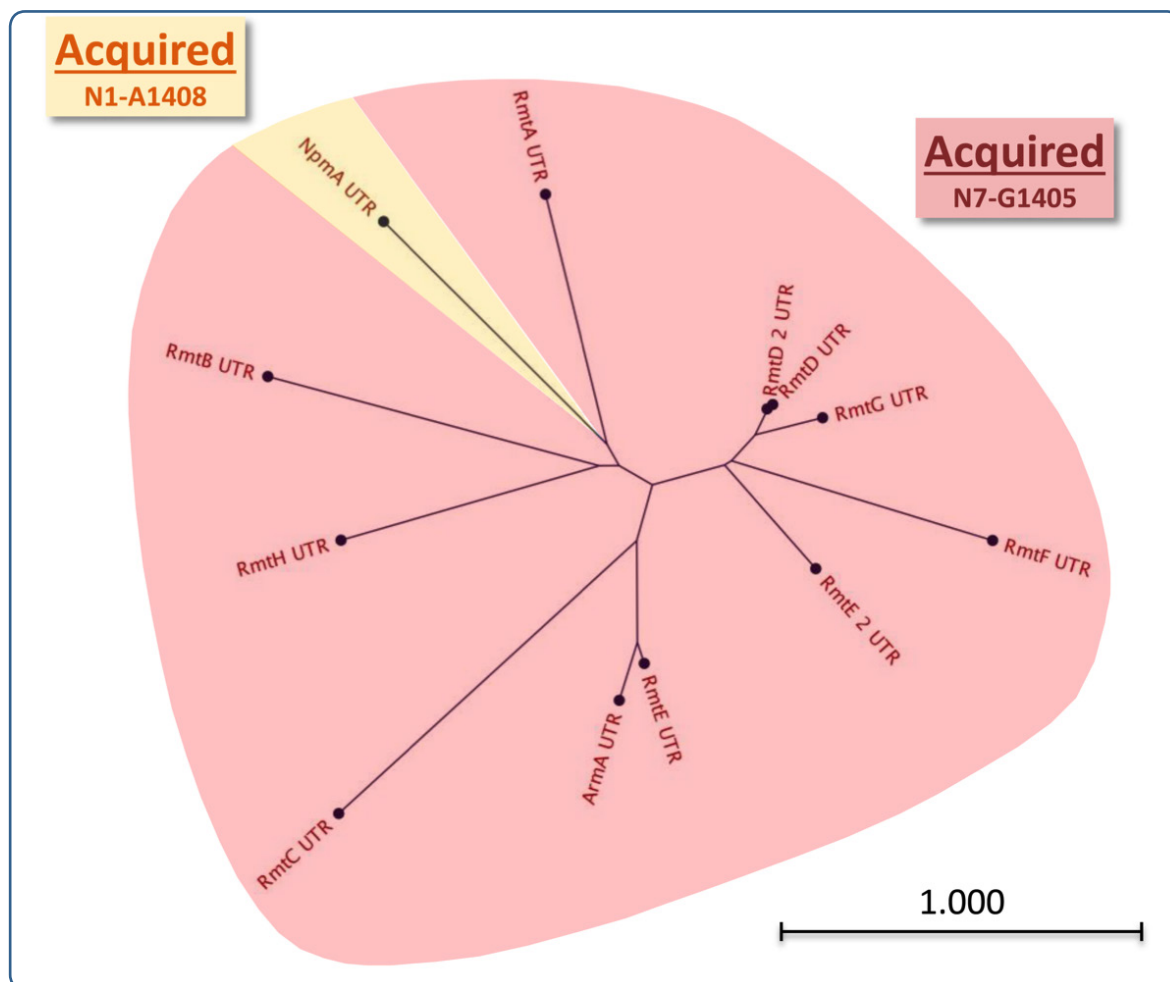 Acquired
N1-A1408
Acquired
N7-G1405
RmtA UTR
NpmA UTR
RmtD 2 UTR
RmtD UTR
RmtG UTR
RmtB UTR
RmtH UTR
RmtF UTR
RmtE 2 UTR
RmtE UTR
ArmA UTR
RmtC UTR
1.000